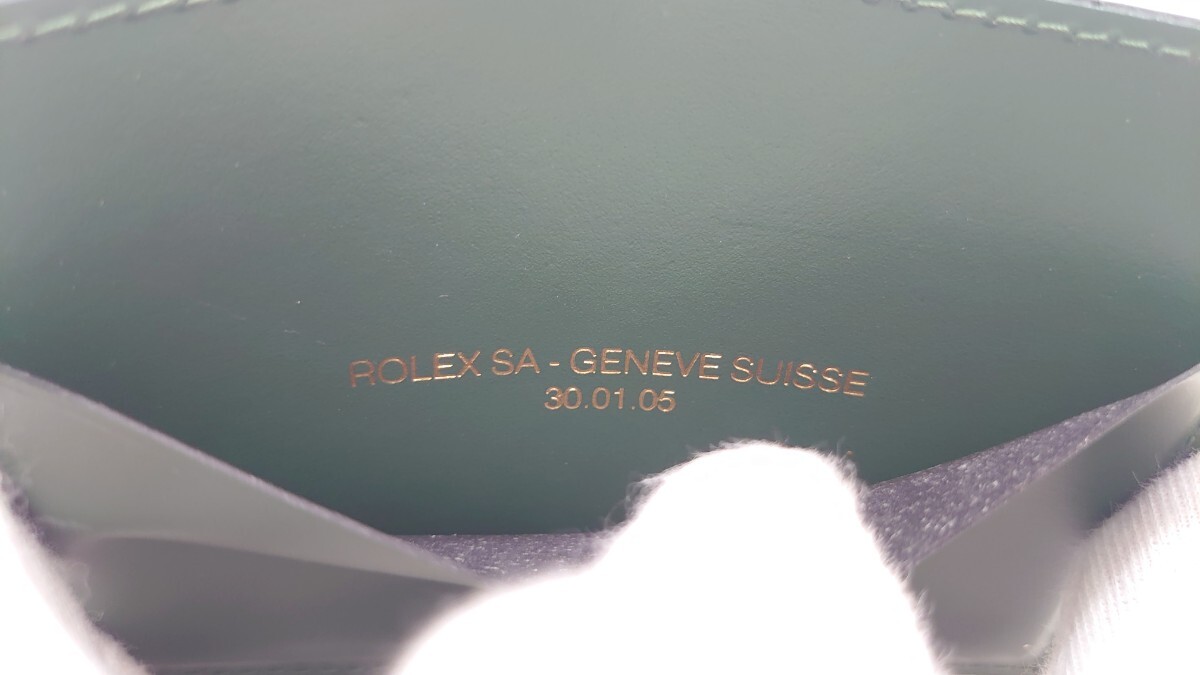 ROLEX SA - GENEVE SUISSE
30.01.05